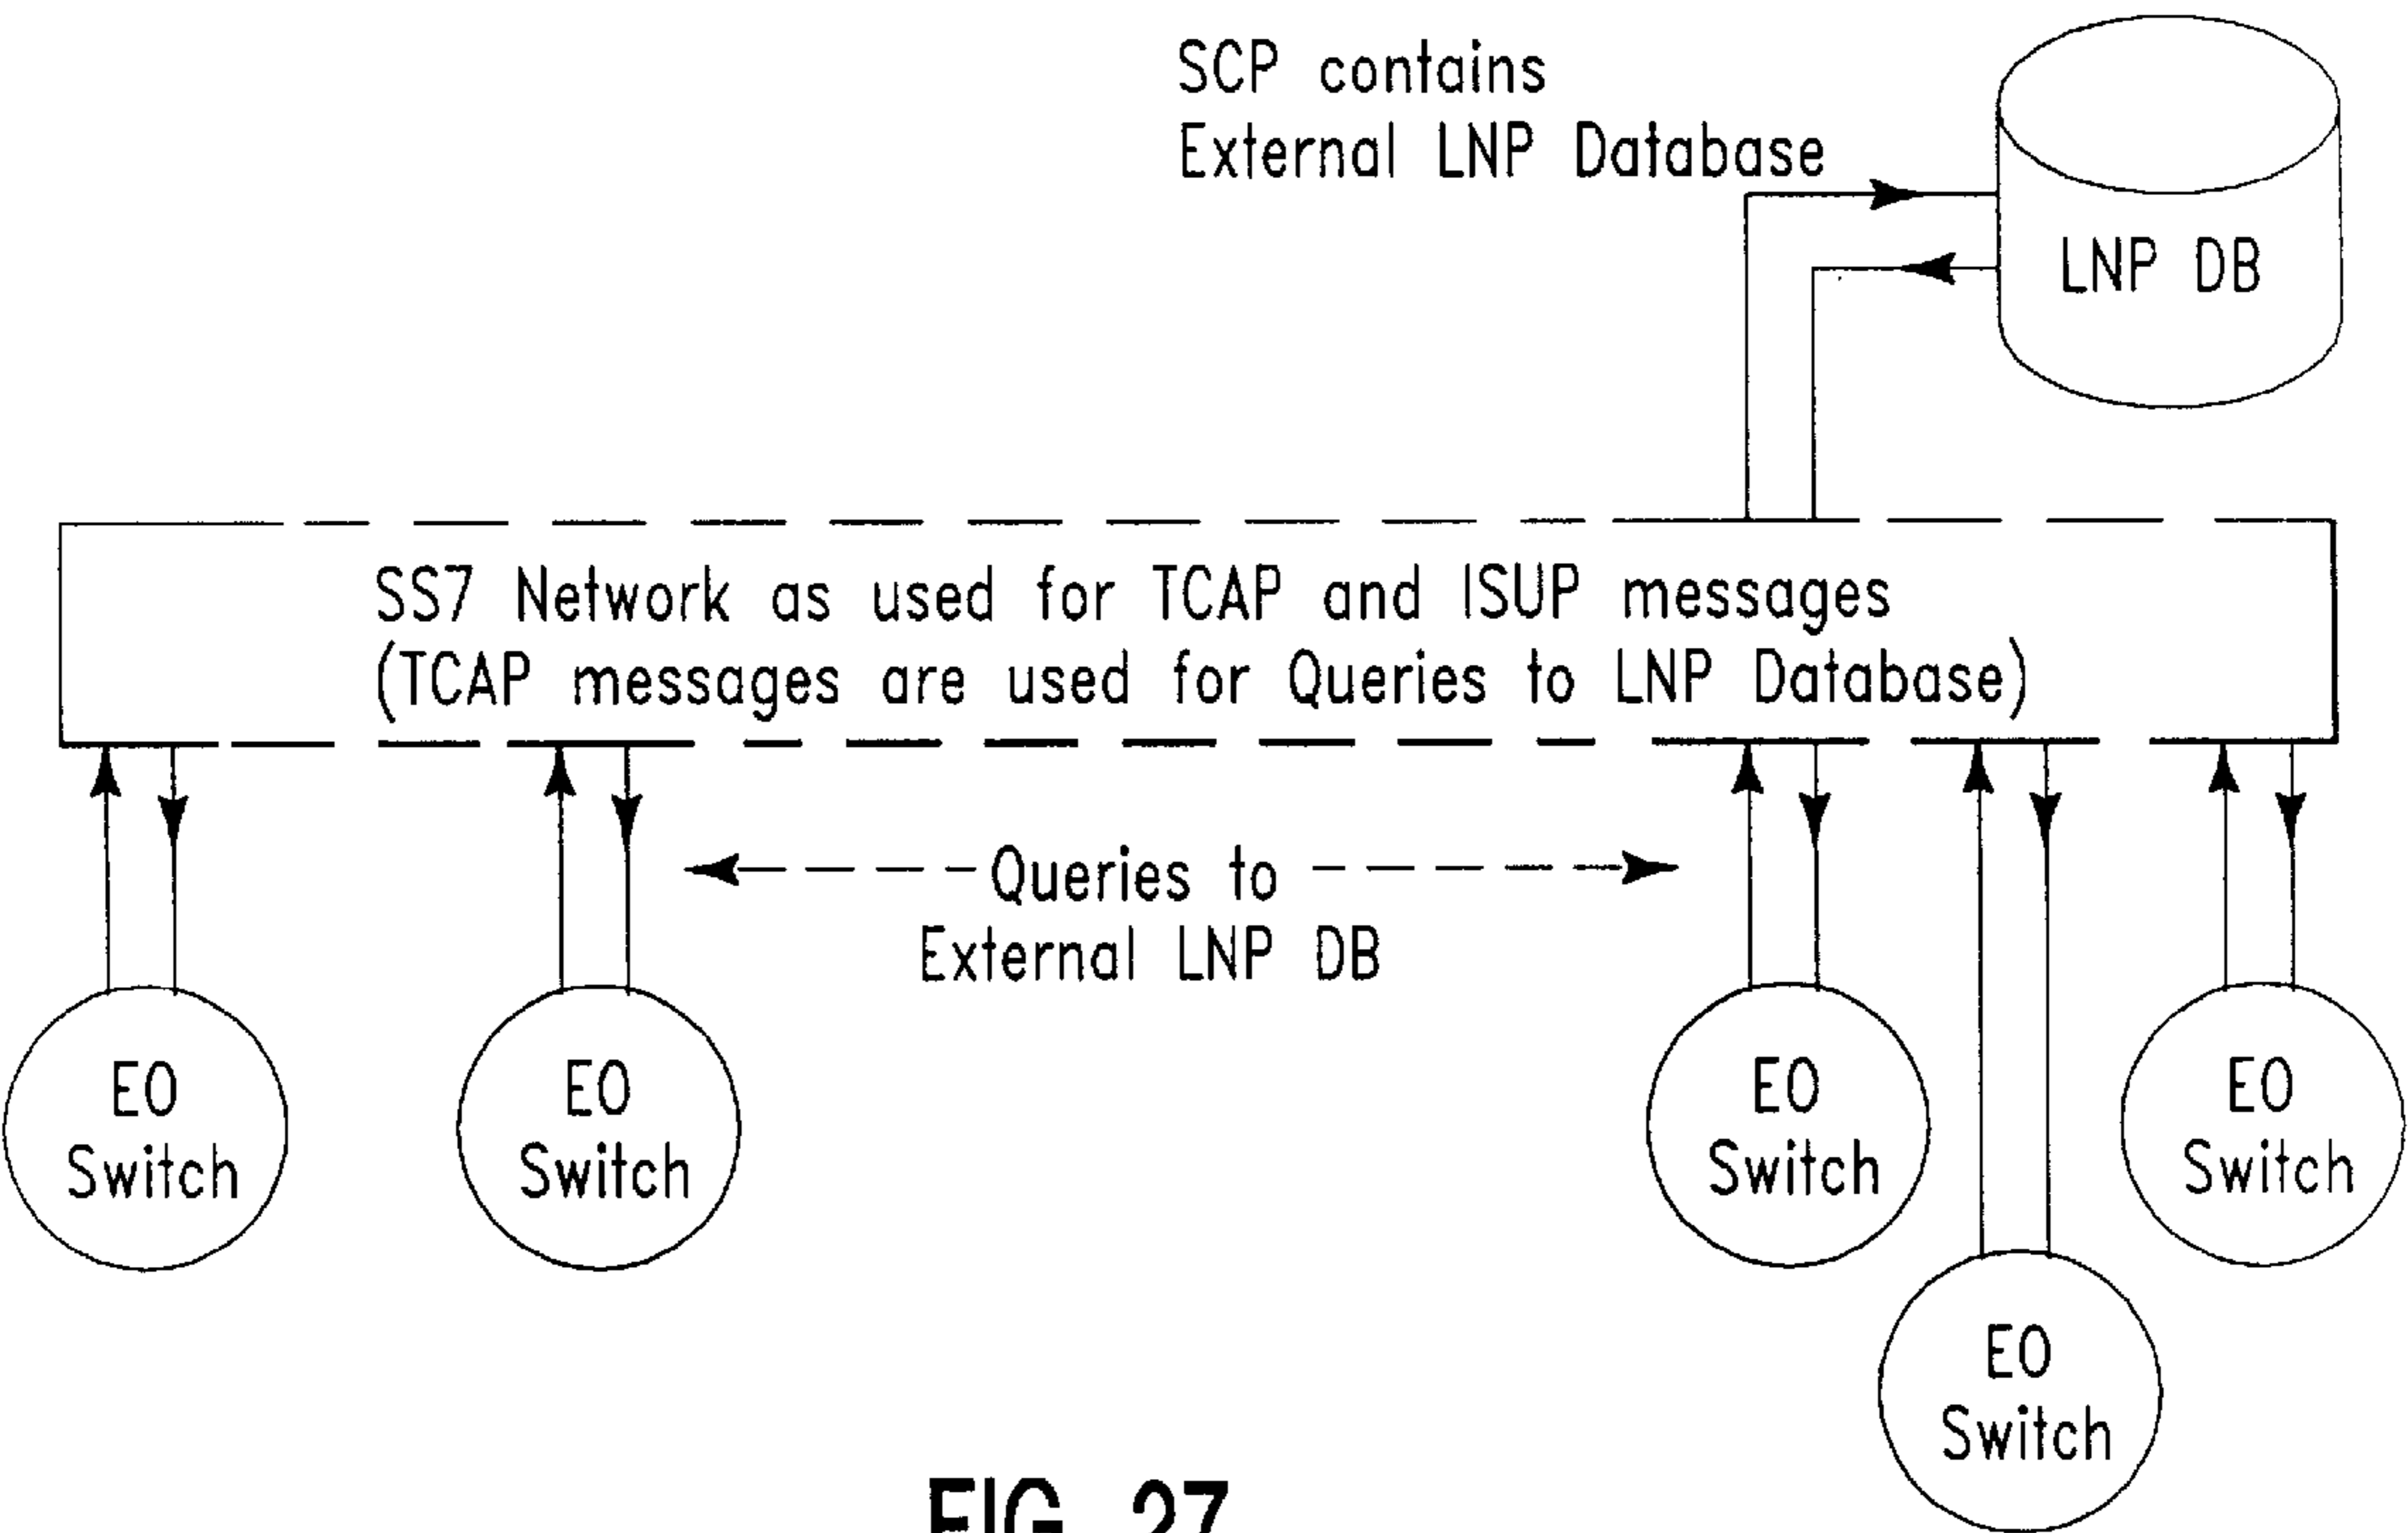 SCP contains
External LNP Database
LNP DB
SS7 Network as used for TCAP and ISUP messages
(TCAP messages are used for Queries to LNP Database)
Queries to
External LNP DB
EO
Switch
EO
Switch
EO
Switch
EO
Switch
EO
Switch
FIG. 27